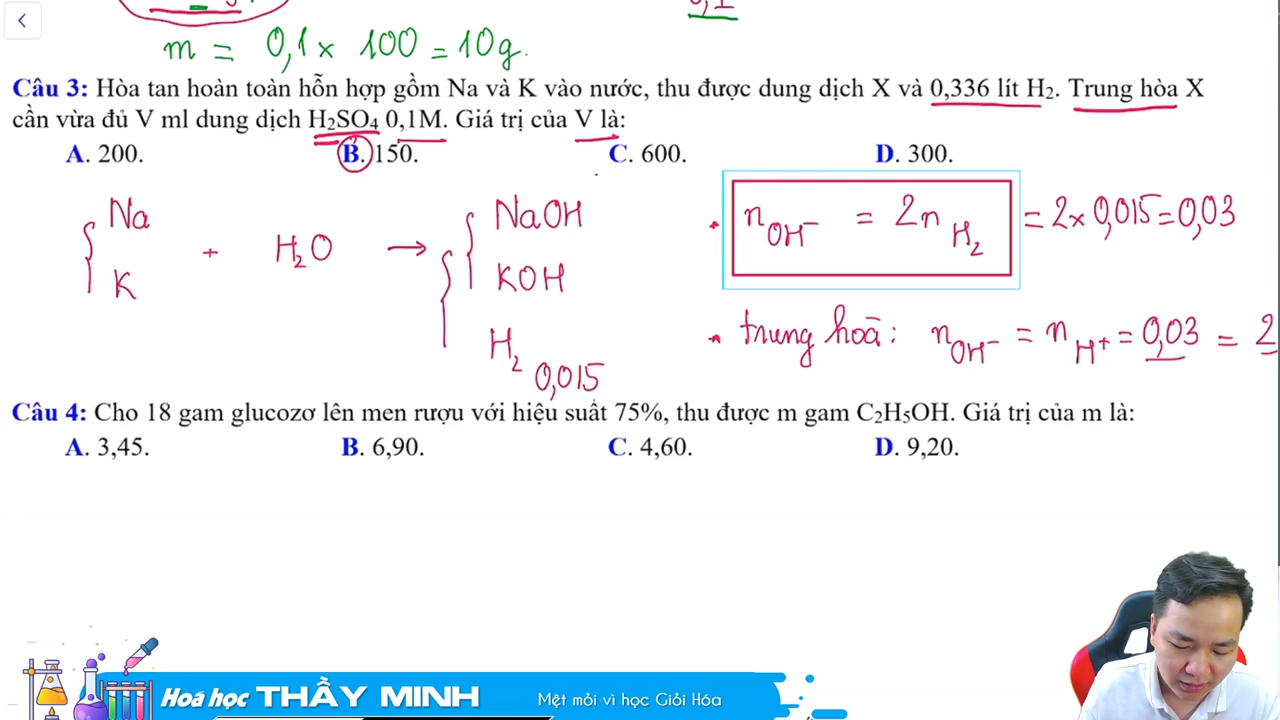 m = 0,1 x 100 = 10g.
Câu 3: Hòa tan hoàn toàn hỗn hợp gồm Na và K vào nước, thu được dung dịch X và 0,336 lít H₂. Trung hòa X
cần vừa đủ V ml dung dịch H₂SO₄ 0,1M. Giá trị của V là:
A. 200. B. 150. C. 600. D. 300.
Na
K
+ H₂O →
NaOH
KOH
H₂ 0,015
n OH⁻ = 2n H₂ = 2x0,015=0,03
* trung hoà: n OH⁻ = n H⁺ = 0,03 = 2
Câu 4: Cho 18 gam glucozơ lên men rượu với hiệu suất 75%, thu được m gam C₂H₅OH. Giá trị của m là:
A. 3,45. B. 6,90. C. 4,60. D. 9,20.
Hoá học THẦY MINH Mệt mỏi vì học Giỏi Hóa